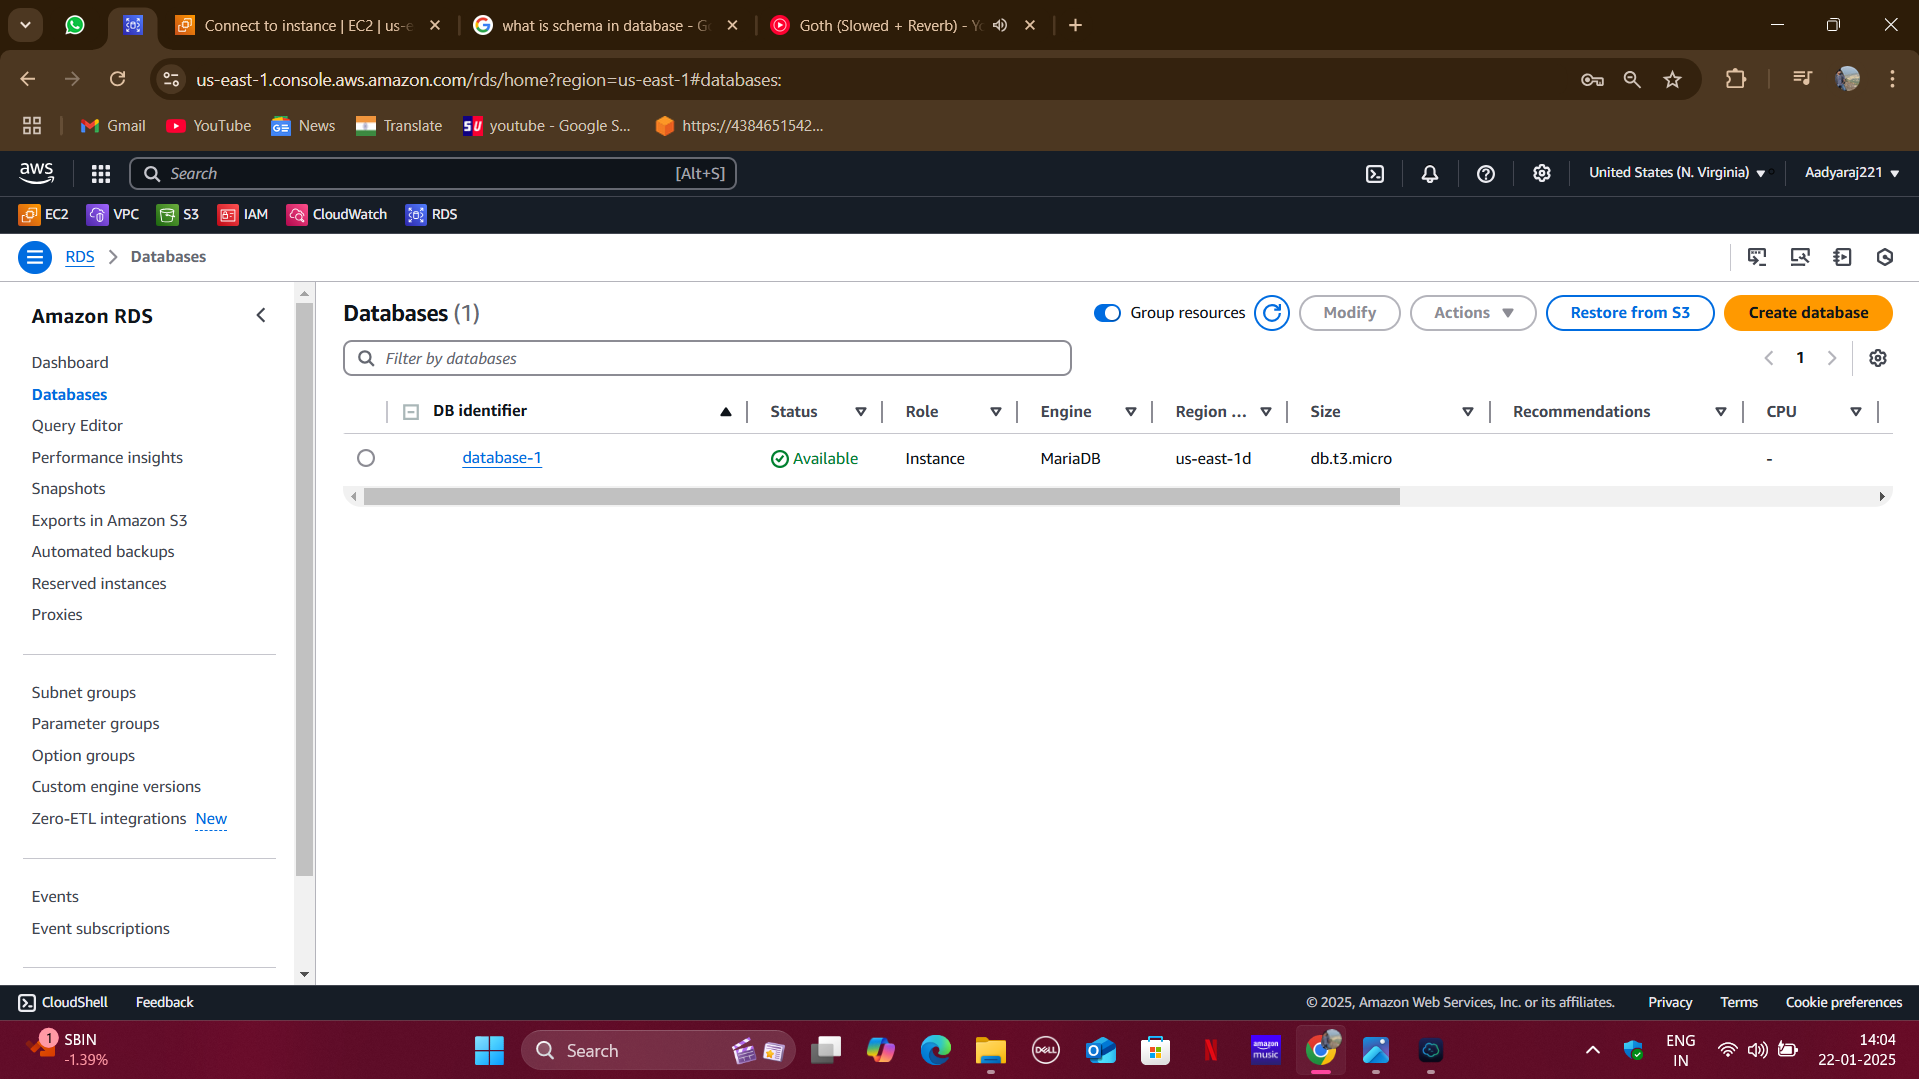 Connect to instance | EC2 | us-e
what is schema in database - Go
Goth (Slowed + Reverb) - Yo
us-east-1.console.aws.amazon.com/rds/home?region=us-east-1#databases:
Gmail
YouTube
News
Translate
SU
youtube - Google S...
https://4384651542...
aws
Search
[Alt+S]
United States (N. Virginia)
Aadyaraj221
EC2
VPC
S3
IAM
CloudWatch
RDS
RDS
Databases
Amazon RDS
Dashboard
Databases
Query Editor
Performance insights
Snapshots
Exports in Amazon S3
Automated backups
Reserved instances
Proxies
Subnet groups
Parameter groups
Option groups
Custom engine versions
Zero-ETL integrations New
Events
Event subscriptions
Databases (1)
Group resources
Modify
Actions
Restore from S3
Create database
Filter by databases
1
DB identifier Status Role Engine Region ... Size Recommendations CPU
database-1 Available Instance MariaDB us-east-1d db.t3.micro -
CloudShell
Feedback
© 2025, Amazon Web Services, Inc. or its affiliates.
Privacy
Terms
Cookie preferences
1
SBIN
-1.39%
Search
DELL
amazon
music
ENG
IN
14:04
22-01-2025